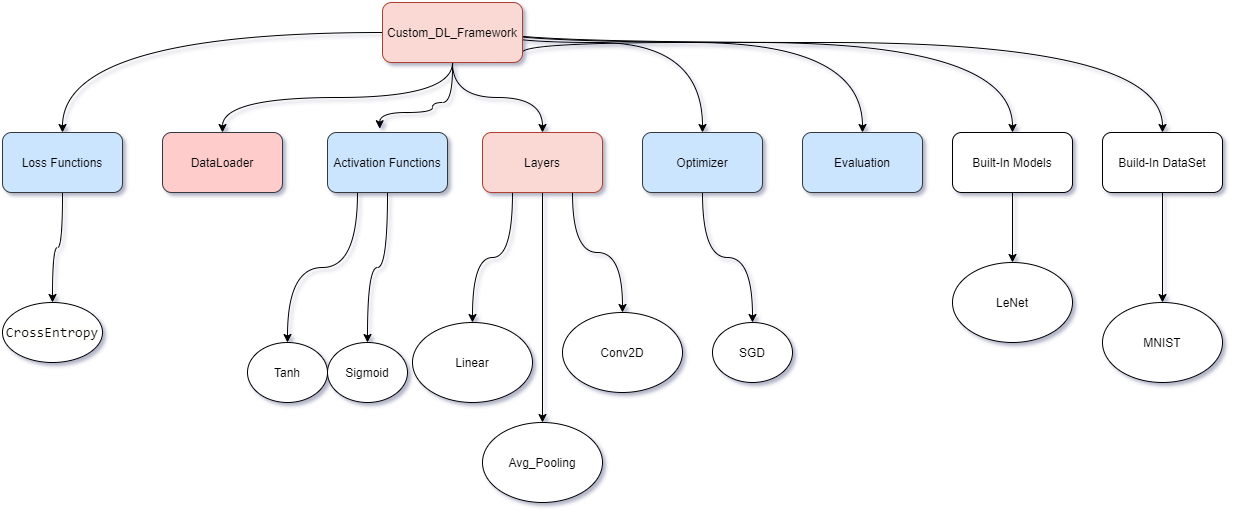 Custom_DL_Framework
Loss Functions
DataLoader
Activation Functions
Layers
Optimizer
Evaluation
Built-In Models
Build-In DataSet
CrossEntropy
Tanh
Sigmoid
Linear
Avg_Pooling
Conv2D
SGD
LeNet
MNIST